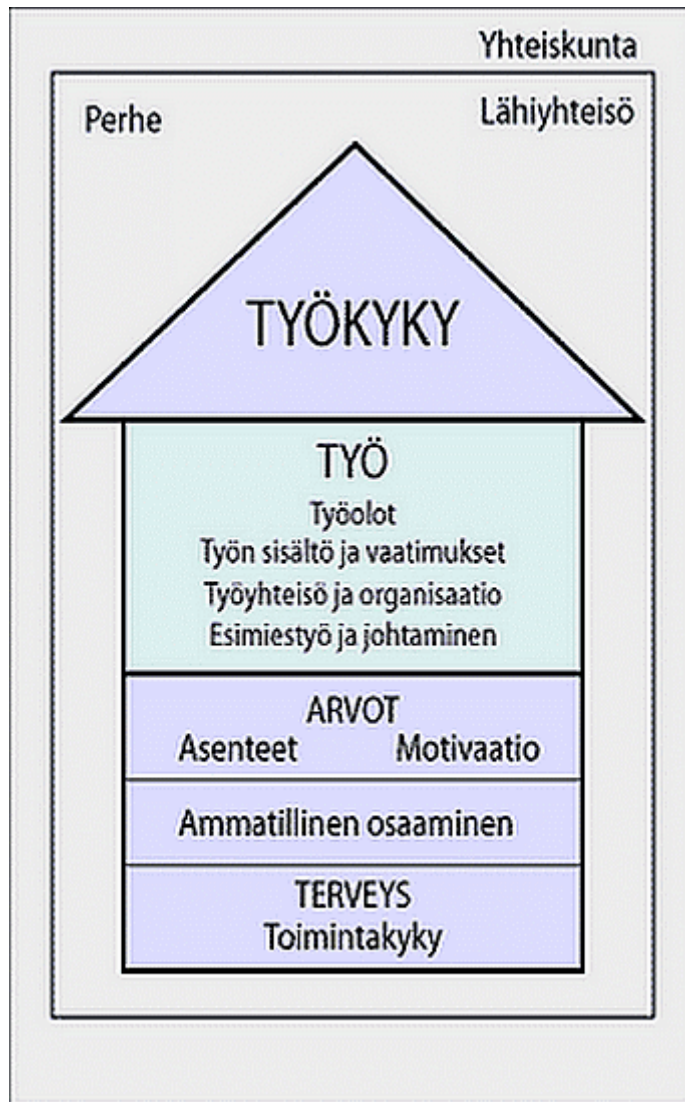 Yhteiskunta
Perhe
Lähiyhteisö
TYÖKYKY
TYÖ
Työolot
Työn sisältö ja vaatimukset
Työyhteisö ja organisaatio
Esimiestyö ja johtaminen
ARVOT
Asenteet Motivaatio
Ammatillinen osaaminen
TERVEYS
Toimintakyky